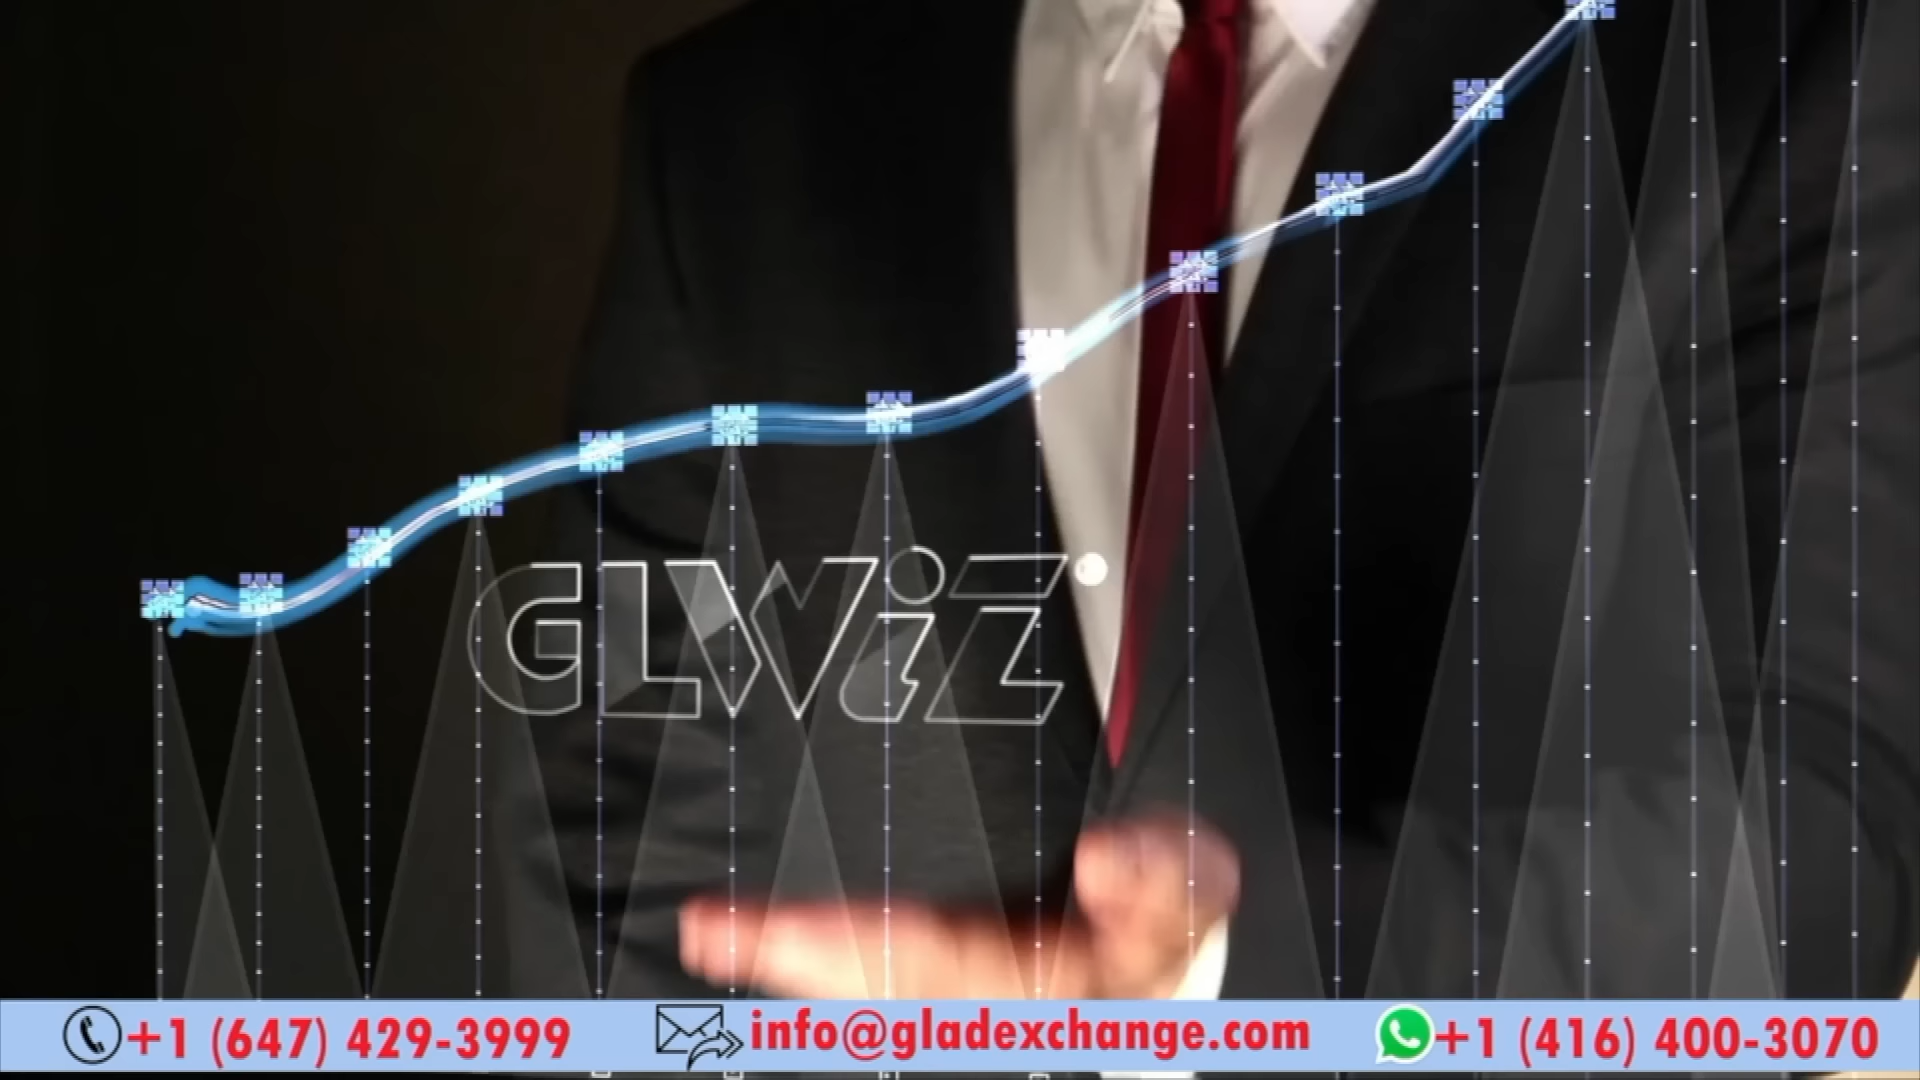 GLWiZ
+1 (647) 429-3999
info@gladexchange.com
+1 (416) 400-3070